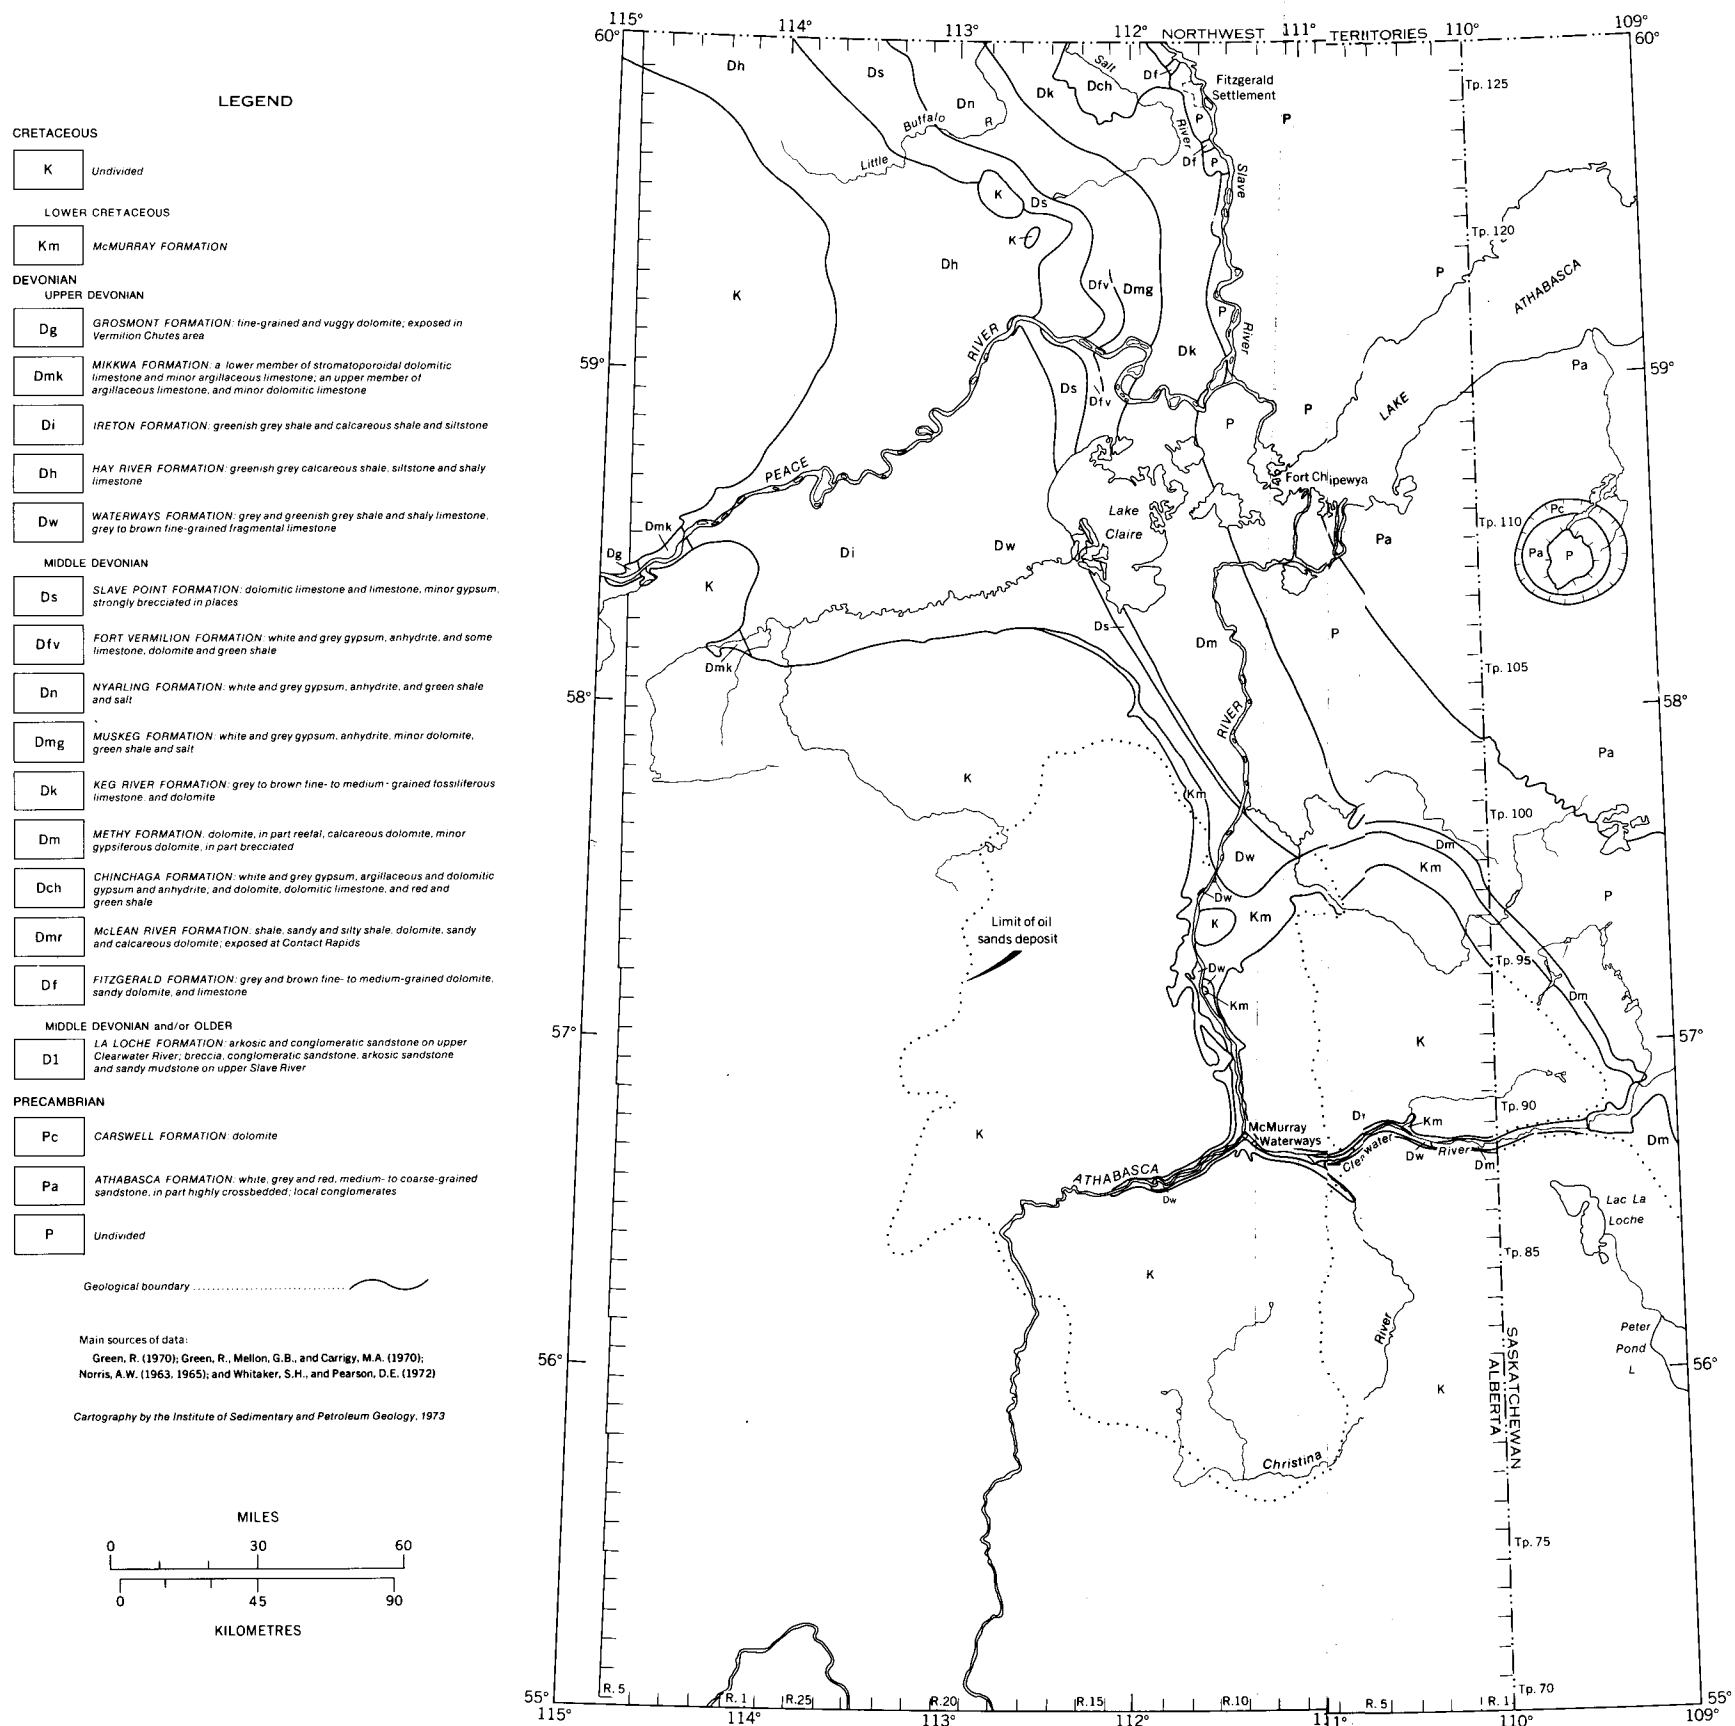 LEGEND
CRETACEOUS
K Undivided
LOWER CRETACEOUS
Km McMURRAY FORMATION
DEVONIAN
UPPER DEVONIAN
Dg GROSMONT FORMATION: fine-grained and vuggy dolomite; exposed in
Vermilion Chutes area
Dmk MIKKWA FORMATION: a lower member of stromatoporoidal dolomitic
limestone and minor argillaceous limestone; an upper member of
argillaceous limestone, and minor dolomitic limestone
Di IRETON FORMATION: greenish grey shale and calcareous shale and siltstone
Dh HAY RIVER FORMATION: greenish grey calcareous shale, siltstone and shaly
limestone
Dw WATERWAYS FORMATION: grey and greenish grey shale and shaly limestone,
grey to brown fine-grained fragmental limestone
MIDDLE DEVONIAN
Ds SLAVE POINT FORMATION: dolomitic limestone and limestone, minor gypsum,
strongly brecciated in places
Dfv FORT VERMILION FORMATION: white and grey gypsum, anhydrite, and some
limestone, dolomite and green shale
Dn NYARLING FORMATION: white and grey gypsum, anhydrite, and green shale
and salt
Dmg MUSKEG FORMATION: white and grey gypsum, anhydrite, minor dolomite,
green shale and salt
Dk KEG RIVER FORMATION: grey to brown fine- to medium-grained fossiliferous
limestone, and dolomite
Dm METHY FORMATION. dolomite, in part reefal, calcareous dolomite, minor
gypsiferous dolomite, in part brecciated
Dch CHINCHAGA FORMATION: white and grey gypsum, argillaceous and dolomitic
gypsum and anhydrite, and dolomite, dolomitic limestone, and red and
green shale
Dmr McLEAN RIVER FORMATION: shale, sandy and silty shale, dolomite, sandy
and calcareous dolomite; exposed at Contact Rapids
Df FITZGERALD FORMATION: grey and brown fine- to medium-grained dolomite,
sandy dolomite, and limestone
MIDDLE DEVONIAN and/or OLDER
D1 LA LOCHE FORMATION: arkosic and conglomeratic sandstone on upper
Clearwater River; breccia, conglomeratic sandstone, arkosic sandstone
and sandy mudstone on upper Slave River
PRECAMBRIAN
Pc CARSWELL FORMATION: dolomite
Pa ATHABASCA FORMATION: white, grey and red, medium- to coarse-grained
sandstone, in part highly crossbedded; local conglomerates
P Undivided
Geological boundary
Main sources of data:
Green, R. (1970); Green, R., Mellon, G.B., and Carrigy, M.A. (1970);
Norris, A.W. (1963, 1965); and Whitaker, S.H., and Pearson, D.E. (1972)
Cartography by the Institute of Sedimentary and Petroleum Geology, 1973
MILES
0 30 60
0 45 90
KILOMETRES
115° 114° 113° 112° 111° 110° 109°
60° NORTHWEST TERRITORIES 60°
Dh Ds Dn Dk Dch Df
Salt River
Fitzgerald
Settlement
Tp. 125
Little Buffalo R
P P Df P
Slave River
K Ds K Dh K
Tp. 120
P
ATHABASCA LAKE
Dfv Dmg P
PEACE RIVER
59° Dk Pa 59°
Ds Dfv P P
Fort Chipewya
Lake
Claire
Dmk Dg Di Dw
Tp. 110
Pc Pa P Pa
K Ds Dm P
Dmk
Tp. 105
58° RIVER 58°
Pa
K Km
Tp. 100
Dw Dm Km
Dw P
K Km
Limit of oil
sands deposit
Dw Tp. 95
Km Dm
57° K 57°
Tp. 90
K
McMurray
Waterways
Km
Clearwater River
Dw Dm Dm
ATHABASCA
Dw
Lac La
Loche
Tp. 85
K
River
Christina
SASKATCHEWAN
ALBERTA
Peter
Pond
L
56° K 56°
Tp. 75
Tp. 70
55° R. 5 R. 1 R.25 R.20 R.15 R.10 R. 5 R. 1 55°
115° 114° 113° 112° 111° 110° 109°